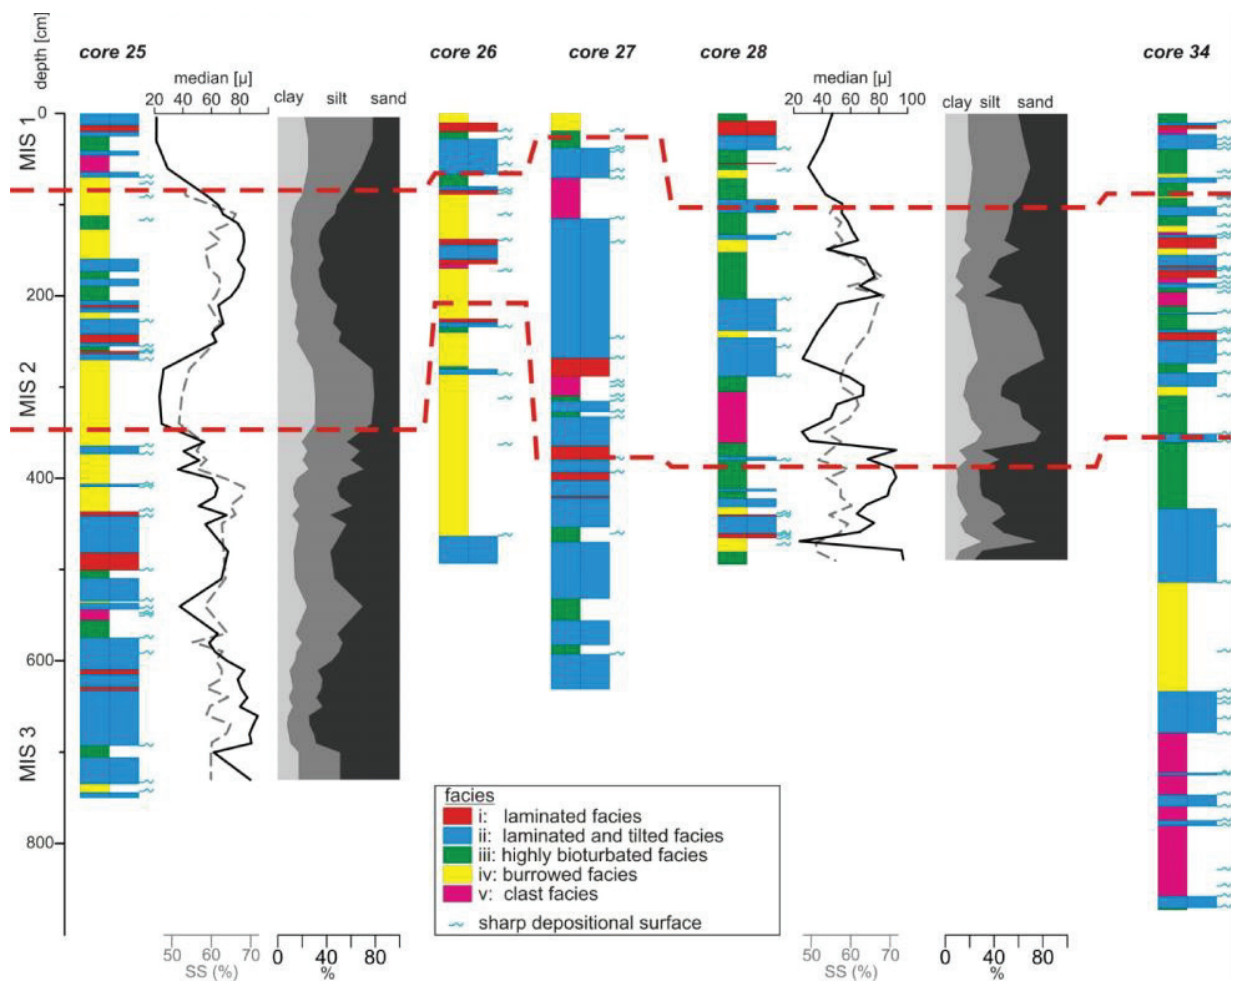 depth [cm]
core 25
core 26
core 27
core 28
core 34
median [µ]
20 40 60 80
clay silt sand
median [µ]
20 40 60 80 100
clay silt sand
0
200
400
600
800
MIS 1
MIS 2
MIS 3
facies
i: laminated facies
ii: laminated and tilted facies
iii: highly bioturbated facies
iv: burrowed facies
v: clast facies
sharp depositional surface
50 60 70
SS (%)
0 40 80
%
50 60 70
SS (%)
0 40 80
%